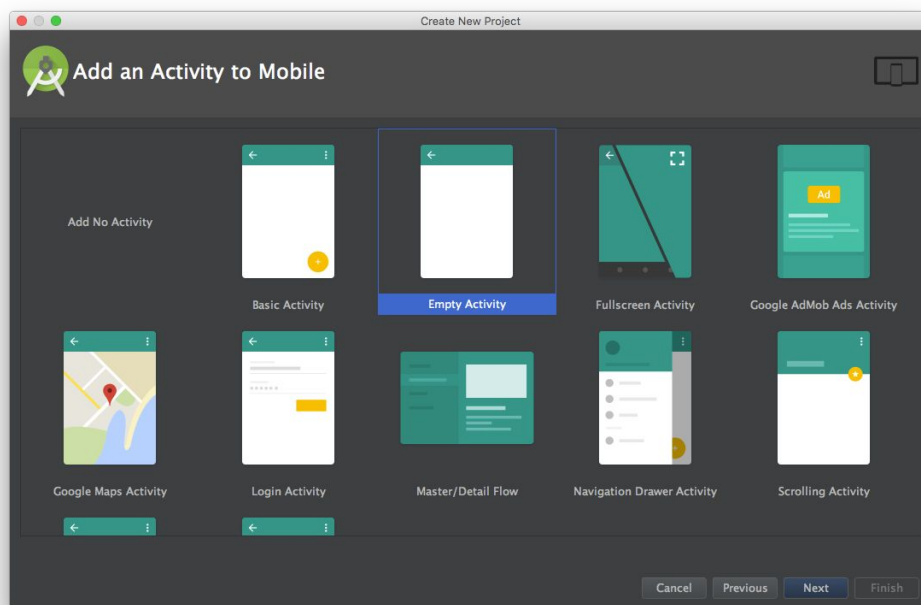 Create New Project
Add an Activity to Mobile
Add No Activity
Basic Activity
Empty Activity
Fullscreen Activity
Ad
Google AdMob Ads Activity
Google Maps Activity
Login Activity
Master/Detail Flow
Navigation Drawer Activity
Scrolling Activity
Cancel
Previous
Next
Finish